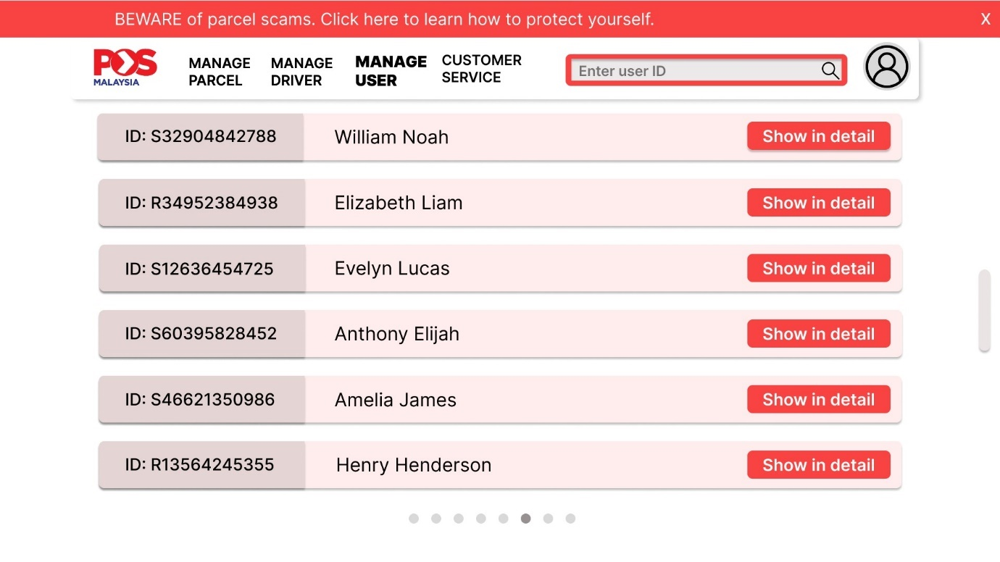 BEWARE of parcel scams. Click here to learn how to protect yourself.
X
POS
MALAYSIA
MANAGE
PARCEL
MANAGE
DRIVER
MANAGE
USER
CUSTOMER
SERVICE
Enter user ID
ID: S32904842788 William Noah Show in detail
ID: R34952384938 Elizabeth Liam Show in detail
ID: S12636454725 Evelyn Lucas Show in detail
ID: S60395828452 Anthony Elijah Show in detail
ID: S46621350986 Amelia James Show in detail
ID: R13564245355 Henry Henderson Show in detail